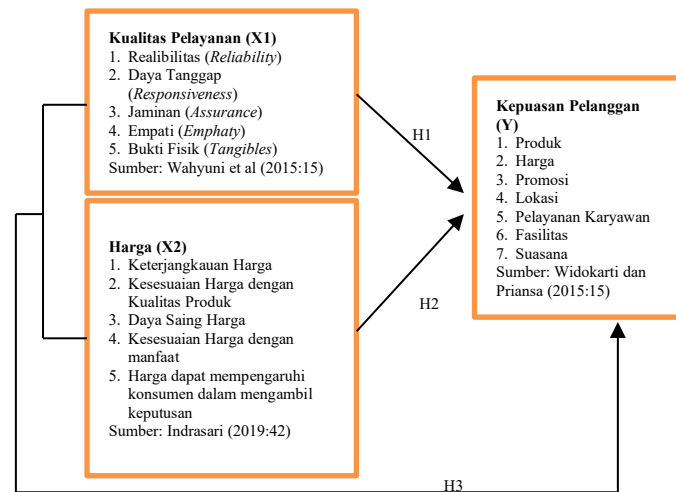 Kualitas Pelayanan (X1)
1. Realibilitas (Reliability)
2. Daya Tanggap
(Responsiveness)
3. Jaminan (Assurance)
4. Empati (Emphaty)
5. Bukti Fisik (Tangibles)
Sumber: Wahyuni et al (2015:15)
H1
Harga (X2)
1. Keterjangkauan Harga
2. Kesesuaian Harga dengan
Kualitas Produk
3. Daya Saing Harga
4. Kesesuaian Harga dengan
manfaat
5. Harga dapat mempengaruhi
konsumen dalam mengambil
keputusan
Sumber: Indrasari (2019:42)
H2
Kepuasan Pelanggan
(Y)
1. Produk
2. Harga
3. Promosi
4. Lokasi
5. Pelayanan Karyawan
6. Fasilitas
7. Suasana
Sumber: Widokarti dan
Priansa (2015:15)
H3